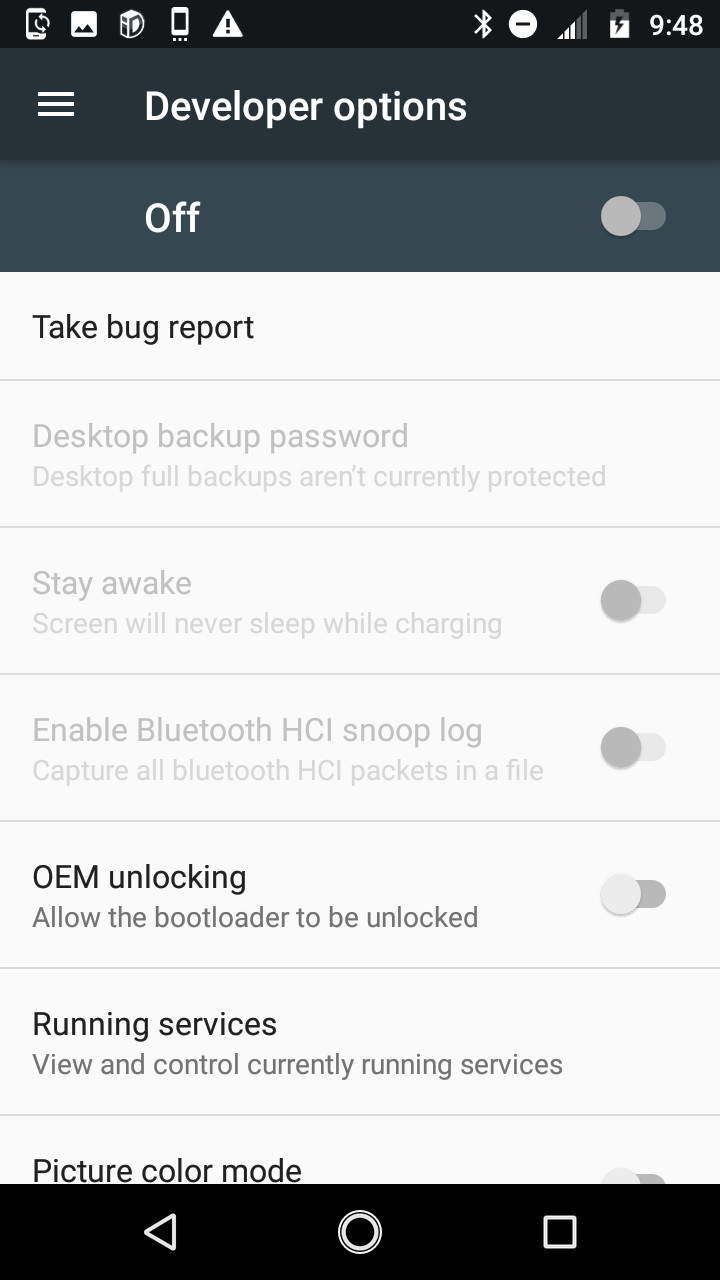 9:48
Developer options
Off
Take bug report
Desktop backup password
Desktop full backups aren’t currently protected
Stay awake
Screen will never sleep while charging
Enable Bluetooth HCI snoop log
Capture all bluetooth HCI packets in a file
OEM unlocking
Allow the bootloader to be unlocked
Running services
View and control currently running services
Picture color mode